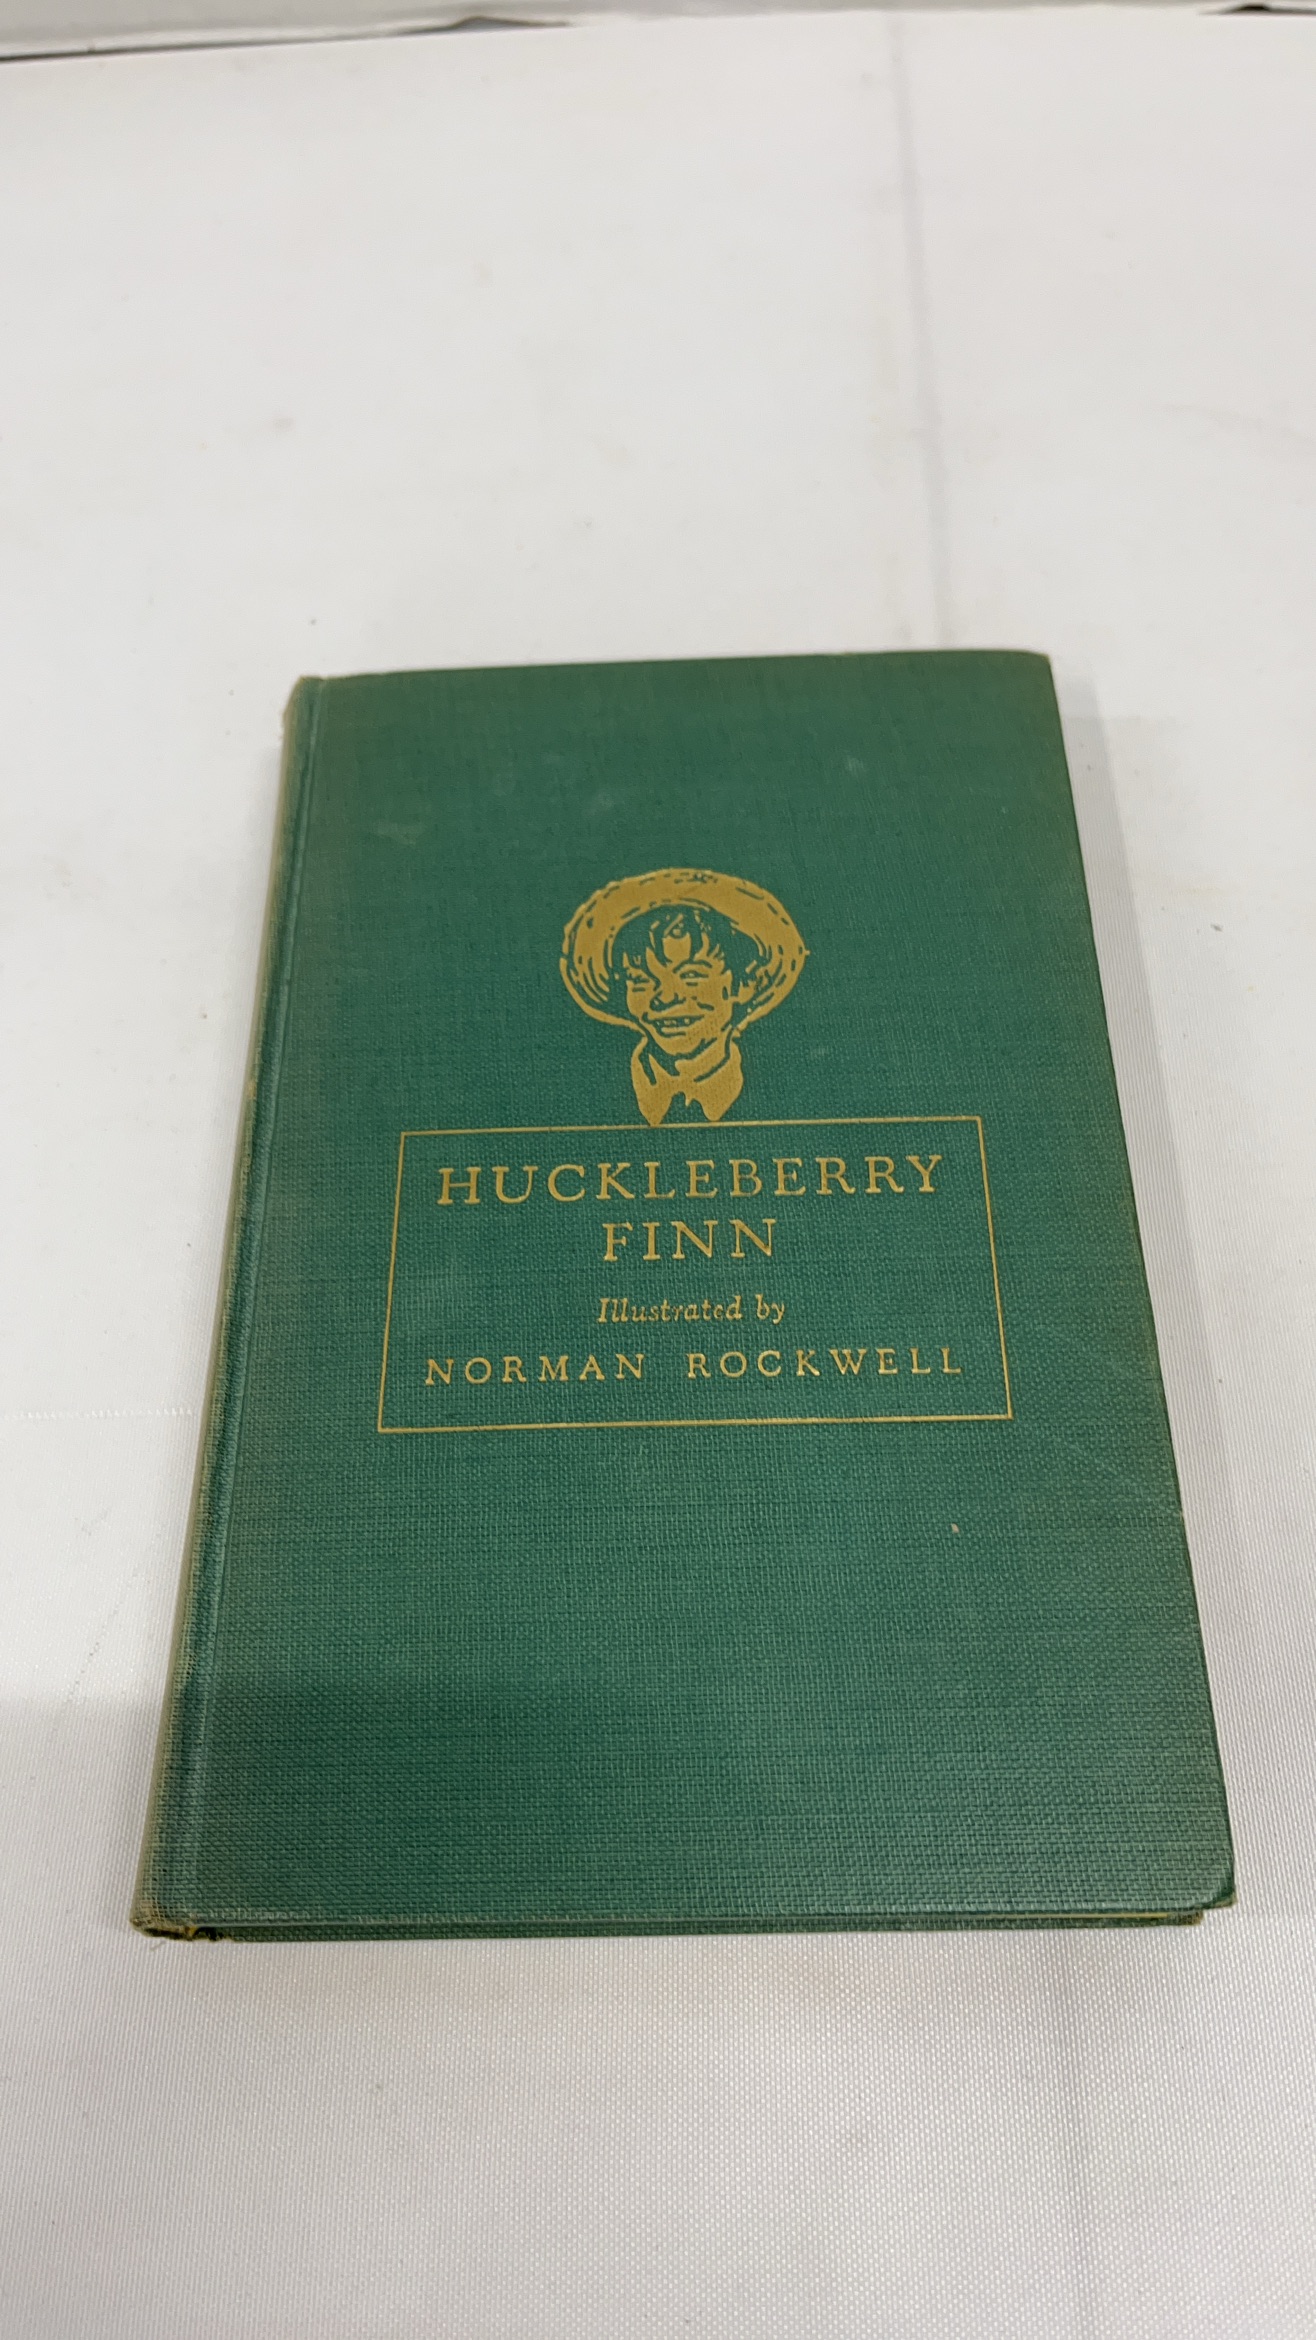 HUCKLEBERRY
FINN
Illustrated by
NORMAN ROCKWELL